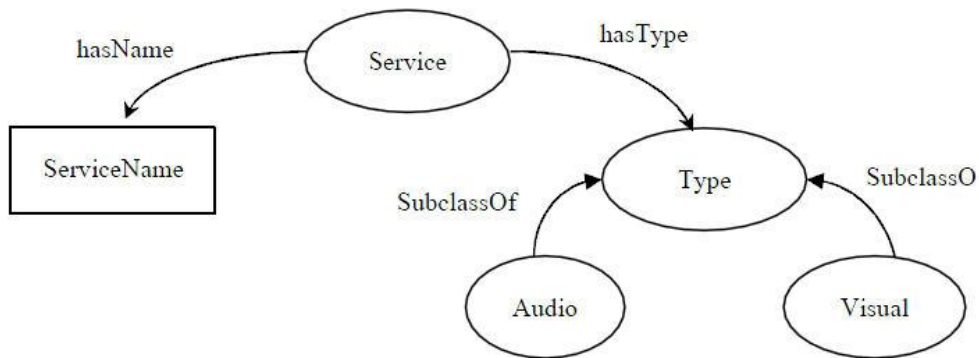 hasName
Service
hasType
ServiceName
Type
SubclassOf
SubclassO
Audio
Visual